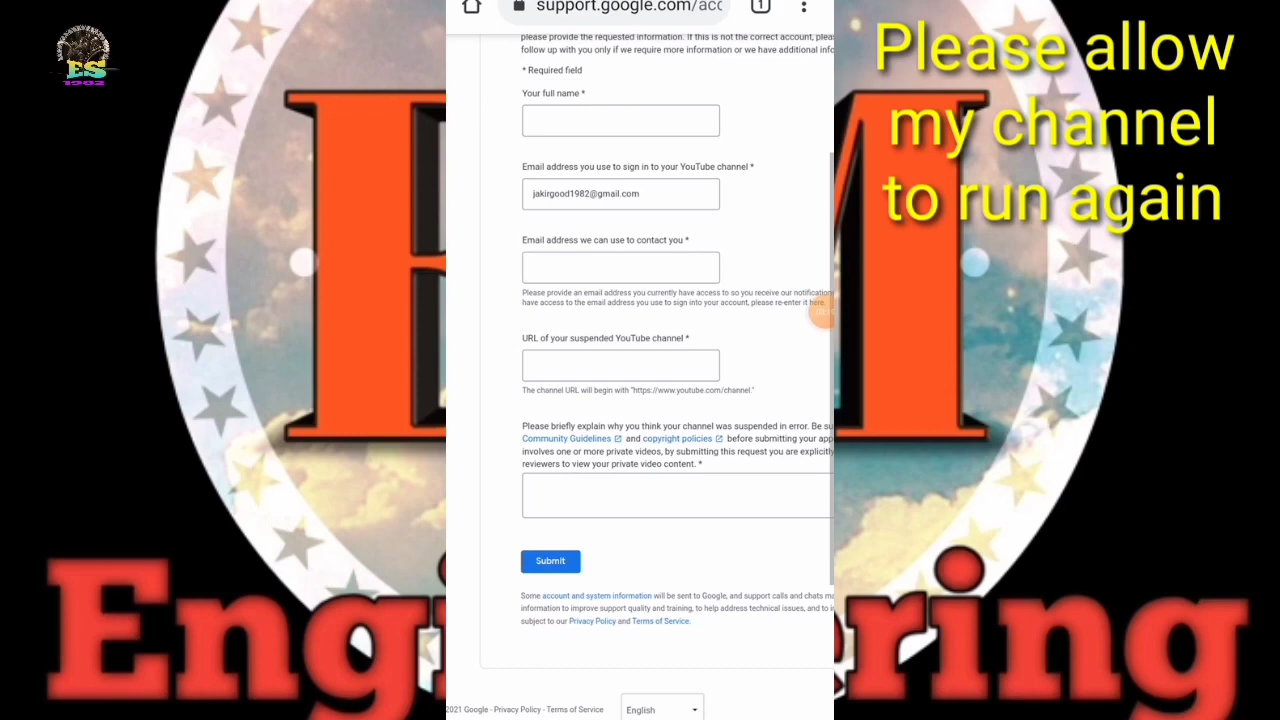 support.google.com/acc
1
please provide the requested information. If this is not the correct account, plea
follow up with you only if we require more information or we have additional info
* Required field
Your full name *
Email address you use to sign in to your YouTube channel *
jakirgood1982@gmail.com
Email address we can use to contact you *
Please provide an email address you currently have access to so you receive our notification
have access to the email address you use to sign into your account, please re-enter it here.
URL of your suspended YouTube channel *
The channel URL will begin with "https://www.youtube.com/channel."
Please briefly explain why you think your channel was suspended in error. Be su
Community Guidelines and copyright policies before submitting your app
involves one or more private videos, by submitting this request you are explicitly
reviewers to view your private video content. *
Submit
Some account and system information will be sent to Google, and support calls and chats ma
information to improve support quality and training, to help address technical issues, and to i
subject to our Privacy Policy and Terms of Service.
2021 Google - Privacy Policy - Terms of Service
English
Please allow
my channel
to run again
ES
1982
Engi
ring